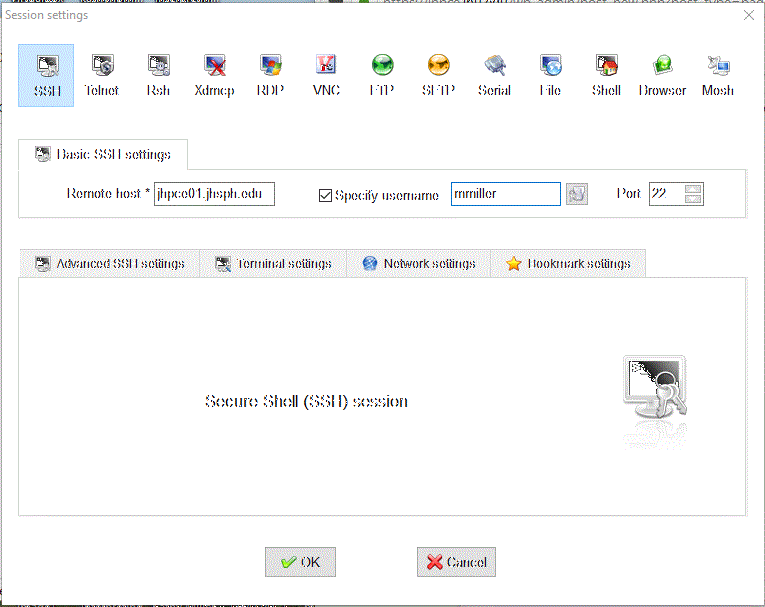 Session settings
SSH Telnet Rsh Xdmcp RDP VNC FTP SFTP Serial File Shell Browser Mosh
Basic SSH settings
Remote host * jhpce01.jhsph.edu Specify username mmiller Port 22
Advanced SSH settings Terminal settings Network settings Bookmark settings
Secure Shell (SSH) session
OK Cancel